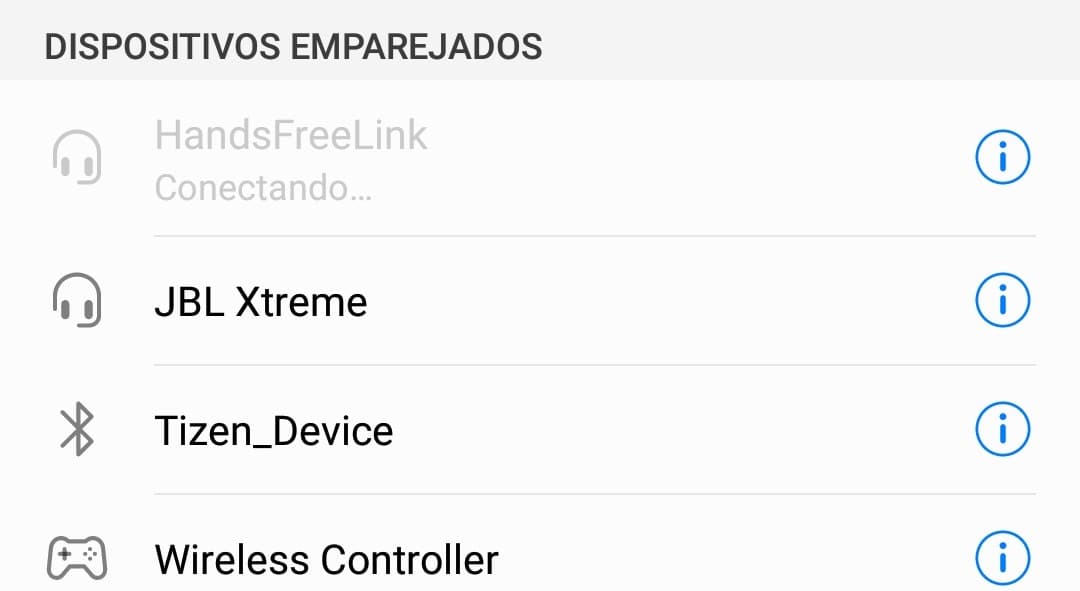 DISPOSITIVOS EMPAREJADOS
HandsFreeLink
Conectando...
JBL Xtreme
Tizen_Device
Wireless Controller